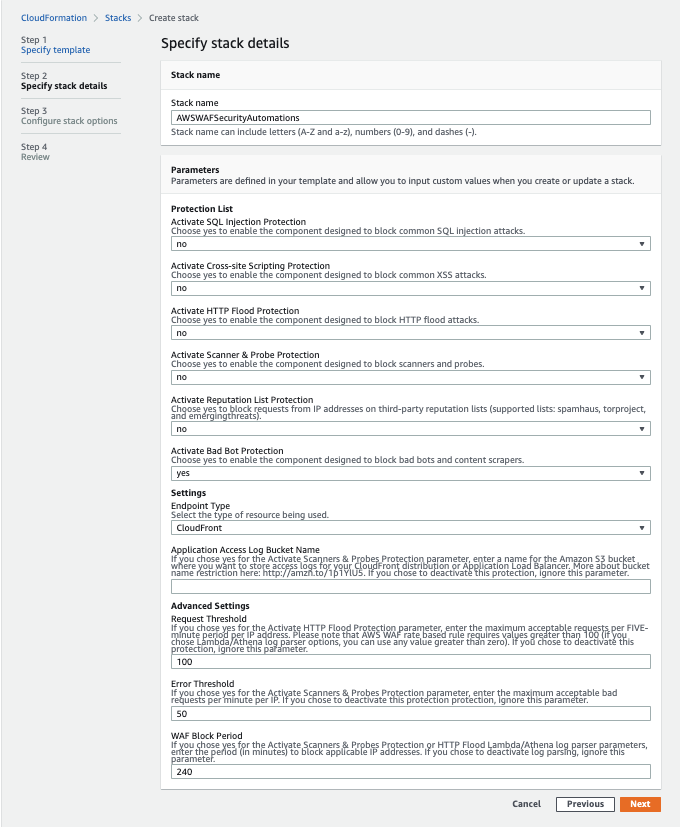 CloudFormation > Stacks > Create stack
Step 1
Specify template
Step 2
Specify stack details
Step 3
Configure stack options
Step 4
Review
Specify stack details
Stack name
Stack name
AWSWAFSecurityAutomations
Stack name can include letters (A-Z and a-z), numbers (0-9), and dashes (-).
Parameters
Parameters are defined in your template and allow you to input custom values when you create or update a stack.
Protection List
Activate SQL Injection Protection
Choose yes to enable the component designed to block common SQL injection attacks.
no
Activate Cross-site Scripting Protection
Choose yes to enable the component designed to block common XSS attacks.
no
Activate HTTP Flood Protection
Choose yes to enable the component designed to block HTTP flood attacks.
no
Activate Scanner & Probe Protection
Choose yes to enable the component designed to block scanners and probes.
no
Activate Reputation List Protection
Choose yes to block requests from IP addresses on third-party reputation lists (supported lists: spamhaus, torproject,
and emergingthreats).
no
Activate Bad Bot Protection
Choose yes to enable the component designed to block bad bots and content scrapers.
yes
Settings
Endpoint Type
Select the type of resource being used.
CloudFront
Application Access Log Bucket Name
If you chose yes for the Activate Scanners & Probes Protection parameter, enter a name for the Amazon S3 bucket
where you want to store access logs for your CloudFront distribution or Application Load Balancer. More about bucket
name restriction here: http://amzn.to/1p1YlU5. If you chose to deactivate this protection, ignore this parameter.
Advanced Settings
Request Threshold
If you chose yes for the Activate HTTP Flood Protection parameter, enter the maximum acceptable requests per FIVE-
minute period per IP address. Please note that AWS WAF rate based rule requires values greater than 100 (if you
chose Lambda/Athena log parser options, you can use any value greater than zero). If you chose to deactivate this
protection, ignore this parameter.
100
Error Threshold
If you chose yes for the Activate Scanners & Probes Protection parameter, enter the maximum acceptable bad
requests per minute per IP. If you chose to deactivate this protection protection, ignore this parameter.
50
WAF Block Period
If you chose yes for the Activate Scanners & Probes Protection or HTTP Flood Lambda/Athena log parser parameters,
enter the period (in minutes) to block applicable IP addresses. If you chose to deactivate log parsing, ignore this
parameter.
240
Cancel Previous Next